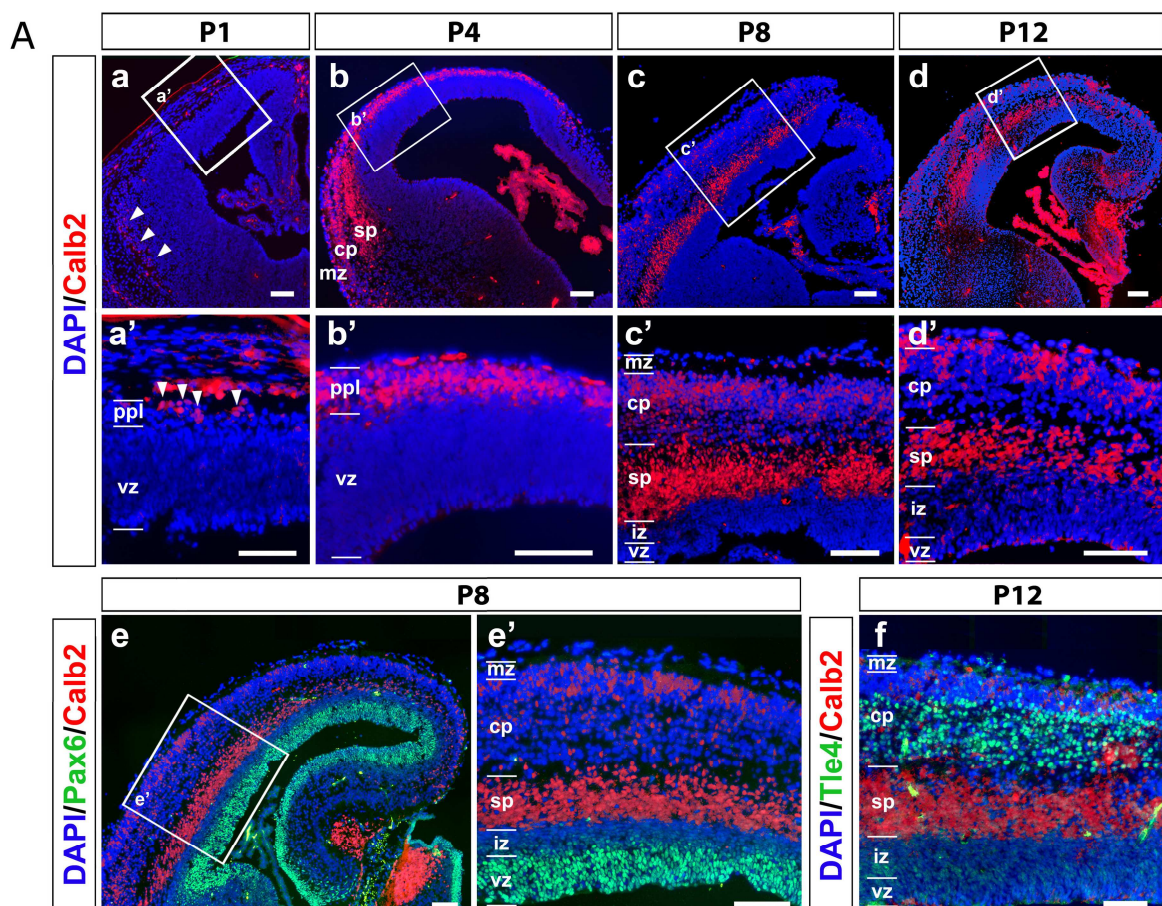 A
P1
P4
P8
P12
DAPI/Calb2
a
a’
b
b’
sp
cp
mz
c
c’
d
d’
a’
ppl
vz
b’
ppl
vz
c’
mz
cp
sp
iz
vz
d’
cp
sp
iz
vz
P8
P12
DAPI/Pax6/Calb2
e
e’
e’
mz
cp
sp
iz
vz
DAPI/Tle4/Calb2
f
mz
cp
sp
iz
vz